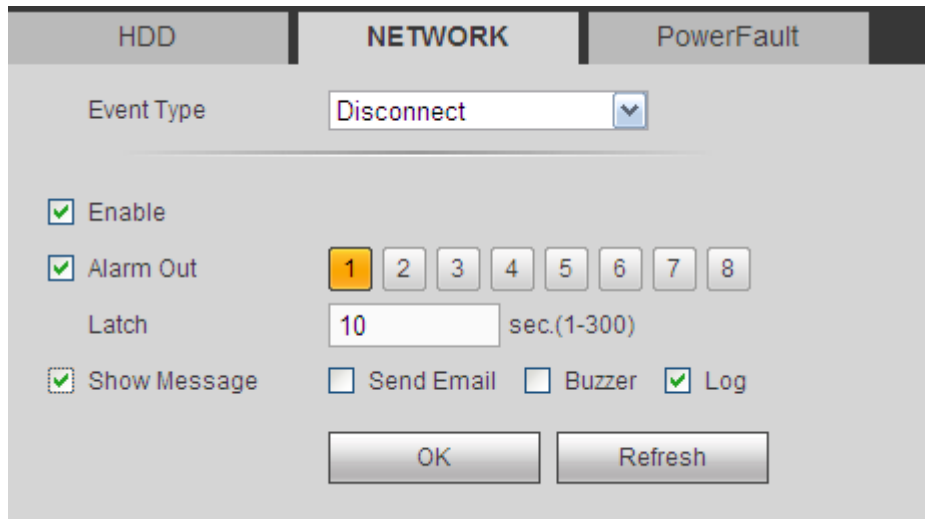 HDD NETWORK PowerFault
Event Type Disconnect
Enable
Alarm Out 1 2 3 4 5 6 7 8
Latch 10 sec.(1-300)
Show Message Send Email Buzzer Log
OK Refresh